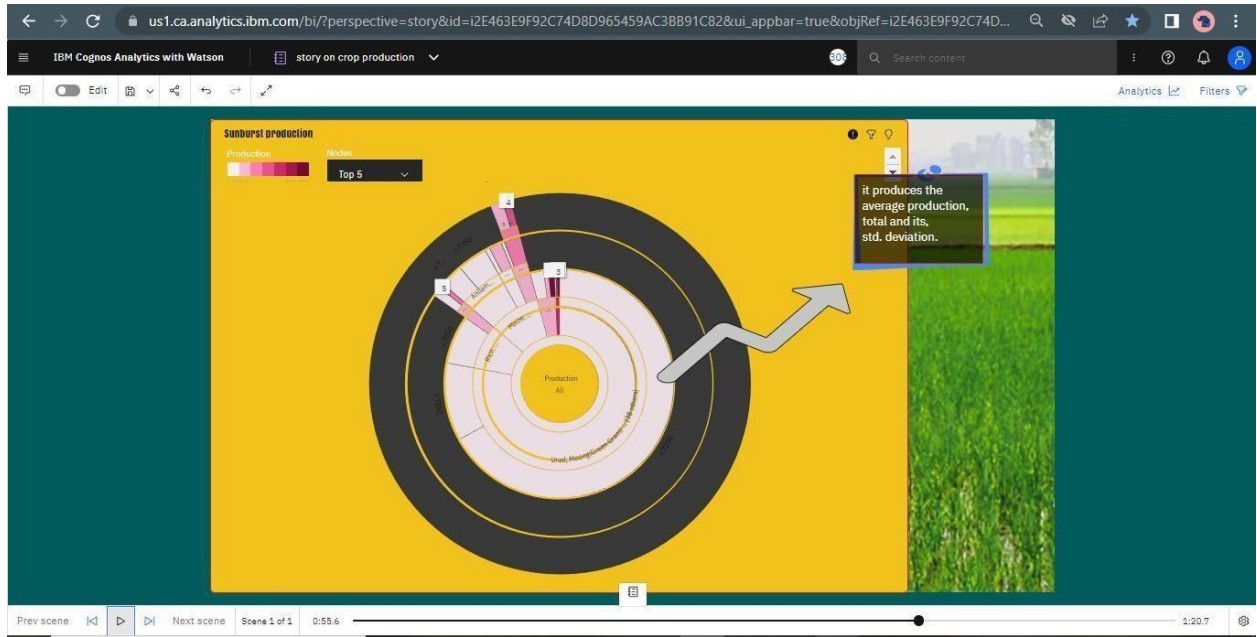 us1.ca.analytics.ibm.com/bi/?perspective=story&id=i2E463E9F92C74D8D965459AC3BB91C82&ui_appbar=true&objRef=i2E463E9F92C74D...
IBM Cognos Analytics with Watson
story on crop production
Search content
Edit
Analytics
Filters
Sunburst production
Production
Nodes
Top 5
it produces the
average production,
total and its,
std. deviation.
4
5
5
Production
All
Urad, Moong(Green Gram)
Prev scene
Next scene
Scene 1 of 1
0:55.6
1:20.7